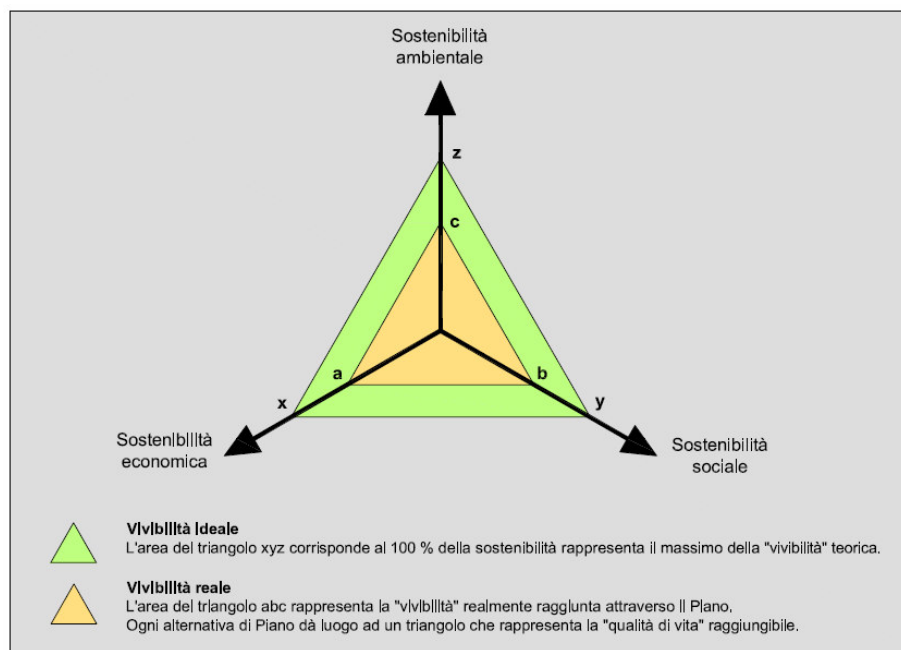 Sostenibilità
ambientale
z
c
a
b
x
y
Sostenibilità
economica
Sostenibilità
sociale
Vivibilità ideale
L'area del triangolo xyz corrisponde al 100 % della sostenibilità rappresenta il massimo della "vivibilità" teorica.
Vivibilità reale
L'area del triangolo abc rappresenta la "vivibilità" realmente raggiunta attraverso il Piano,
Ogni alternativa di Piano dà luogo ad un triangolo che rappresenta la "qualità di vita" raggiungibile.